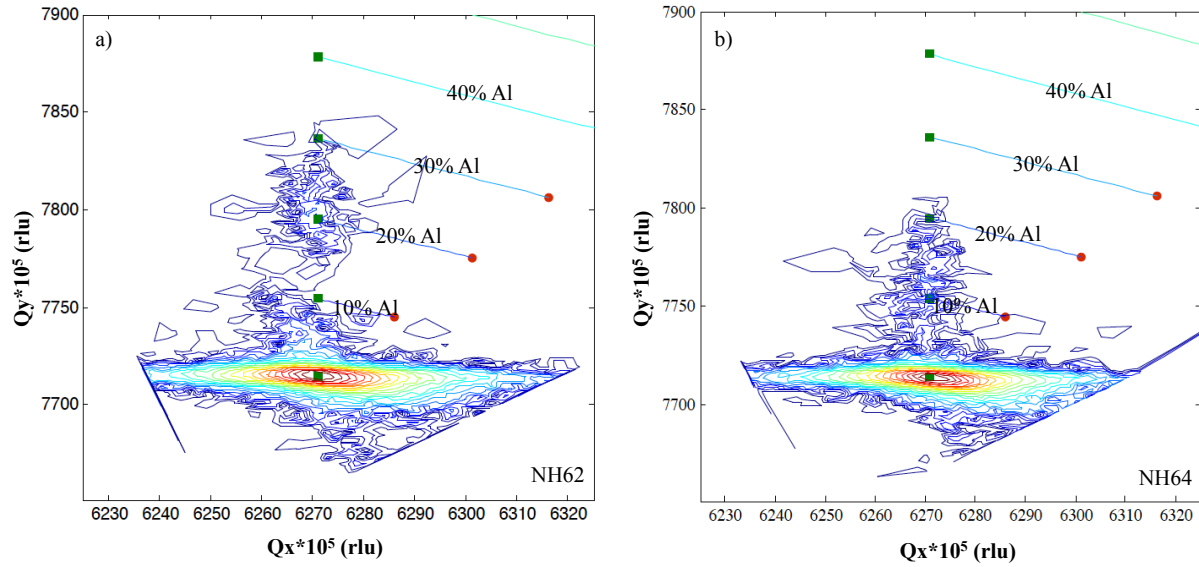 a)
7900
7850
7800
7750
7700
Qy*10⁵ (rlu)
40% Al
30% Al
20% Al
10% Al
NH62
6230 6240 6250 6260 6270 6280 6290 6300 6310 6320
Qx*10⁵ (rlu)
b)
7900
7850
7800
7750
7700
Qy*10⁵ (rlu)
40% Al
30% Al
20% Al
10% Al
NH64
6230 6240 6250 6260 6270 6280 6290 6300 6310 6320
Qx*10⁵ (rlu)